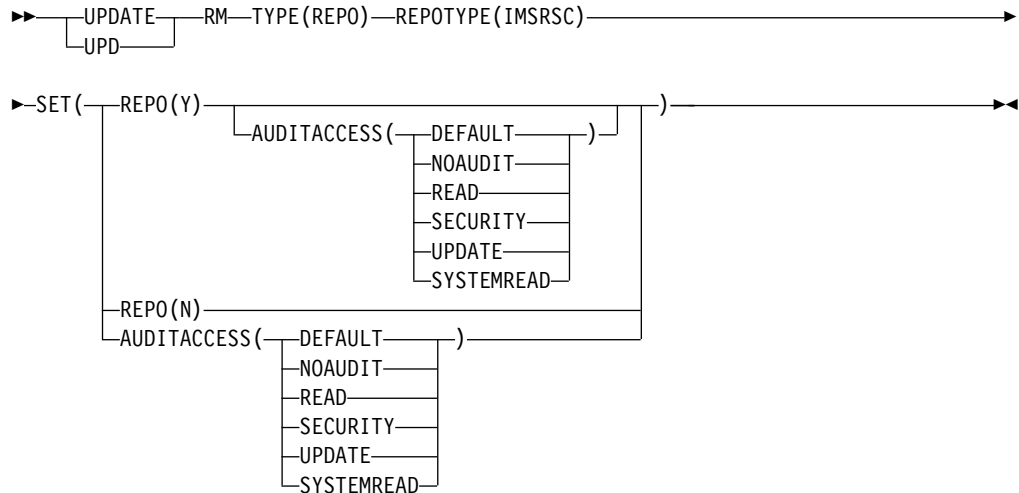 UPDATE RM TYPE(REPO) REPOTYPE(IMSRSC)
UPD
SET( REPO(Y) )
AUDITACCESS( DEFAULT )
NOAUDIT
READ
SECURITY
UPDATE
SYSTEMREAD
REPO(N)
AUDITACCESS( DEFAULT )
NOAUDIT
READ
SECURITY
UPDATE
SYSTEMREAD